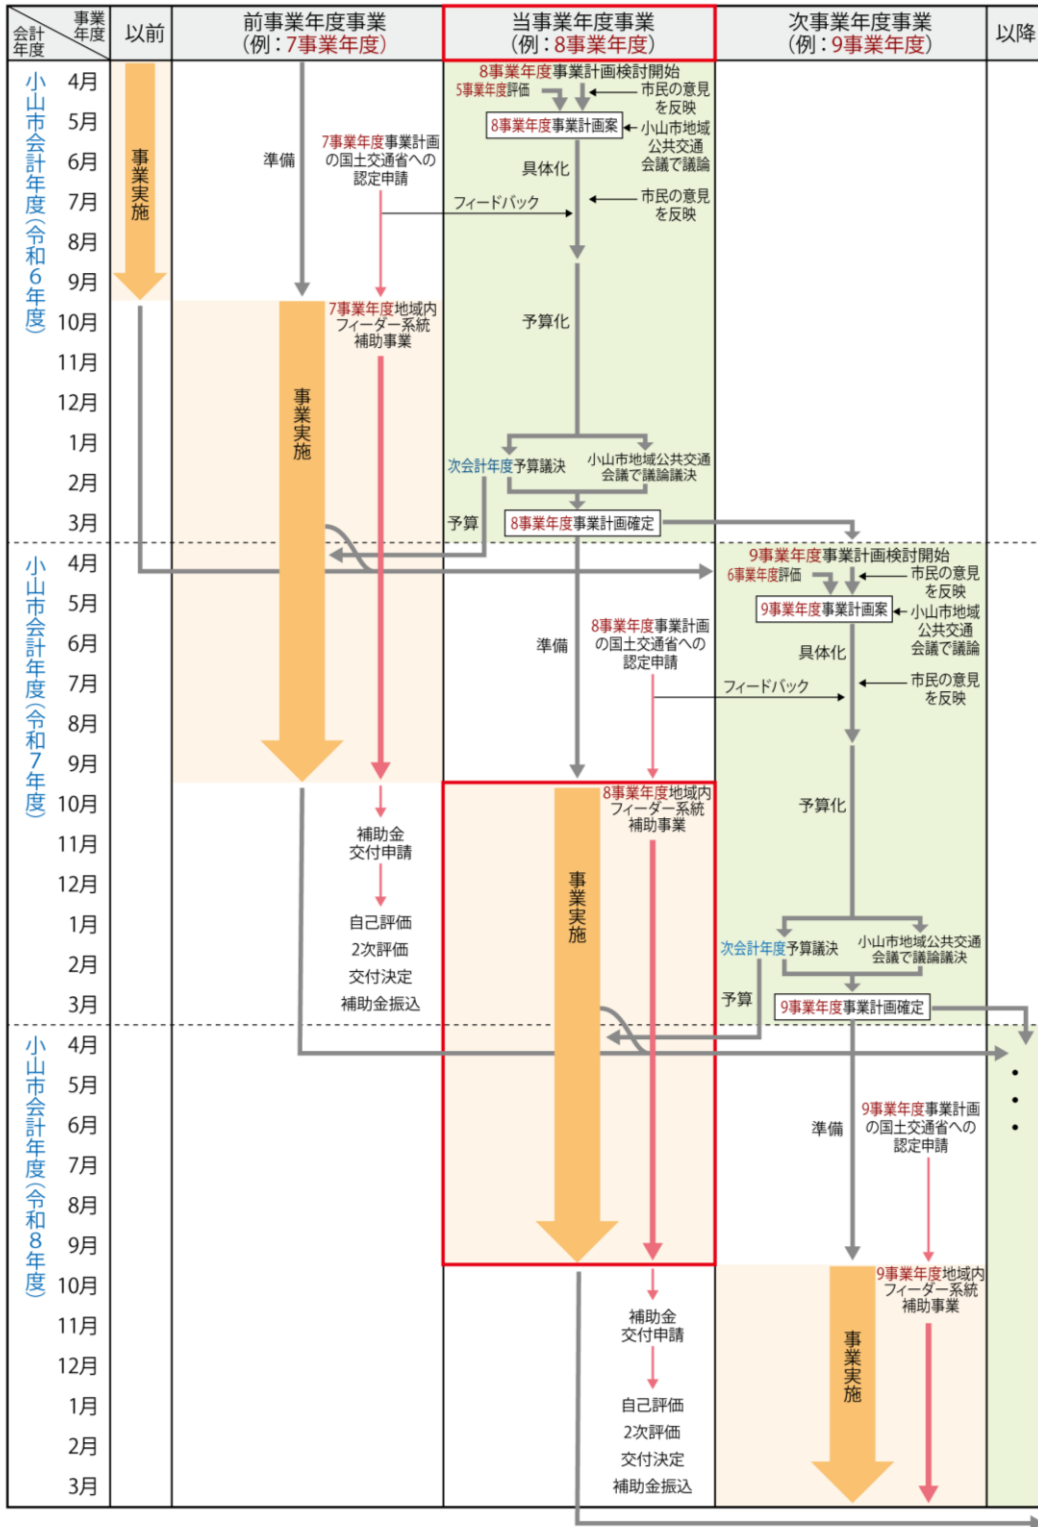 事業
年度
会計
年度
以前
前事業年度事業
(例：7事業年度)
当事業年度事業
(例：8事業年度)
次事業年度事業
(例：9事業年度)
以降
小山市会計年度(令和6年度)
4月
5月
6月
7月
8月
9月
10月
11月
12月
1月
2月
3月
事業実施
準備
7事業年度事業計画
の国土交通省への
認定申請
7事業年度地域内
フィーダー系統
補助事業
事業実施
8事業年度事業計画検討開始
5事業年度評価
市民の意見
を反映
8事業年度事業計画案
小山市地域
公共交通
会議で議論
具体化
市民の意見
を反映
フィードバック
予算化
次会計年度予算議決
小山市地域公共交通
会議で議論議決
予算
8事業年度事業計画確定
小山市会計年度(令和7年度)
4月
5月
6月
7月
8月
9月
10月
11月
12月
1月
2月
3月
補助金
交付申請
自己評価
2次評価
交付決定
補助金振込
準備
8事業年度事業計画
の国土交通省への
認定申請
8事業年度地域内
フィーダー系統
補助事業
事業実施
9事業年度事業計画検討開始
6事業年度評価
市民の意見
を反映
9事業年度事業計画案
小山市地域
公共交通
会議で議論
具体化
市民の意見
を反映
フィードバック
予算化
次会計年度予算議決
小山市地域公共交通
会議で議論議決
予算
9事業年度事業計画確定
小山市会計年度(令和8年度)
4月
5月
6月
7月
8月
9月
10月
11月
12月
1月
2月
3月
補助金
交付申請
自己評価
2次評価
交付決定
補助金振込
準備
9事業年度事業計画
の国土交通省への
認定申請
9事業年度地域内
フィーダー系統
補助事業
事業実施